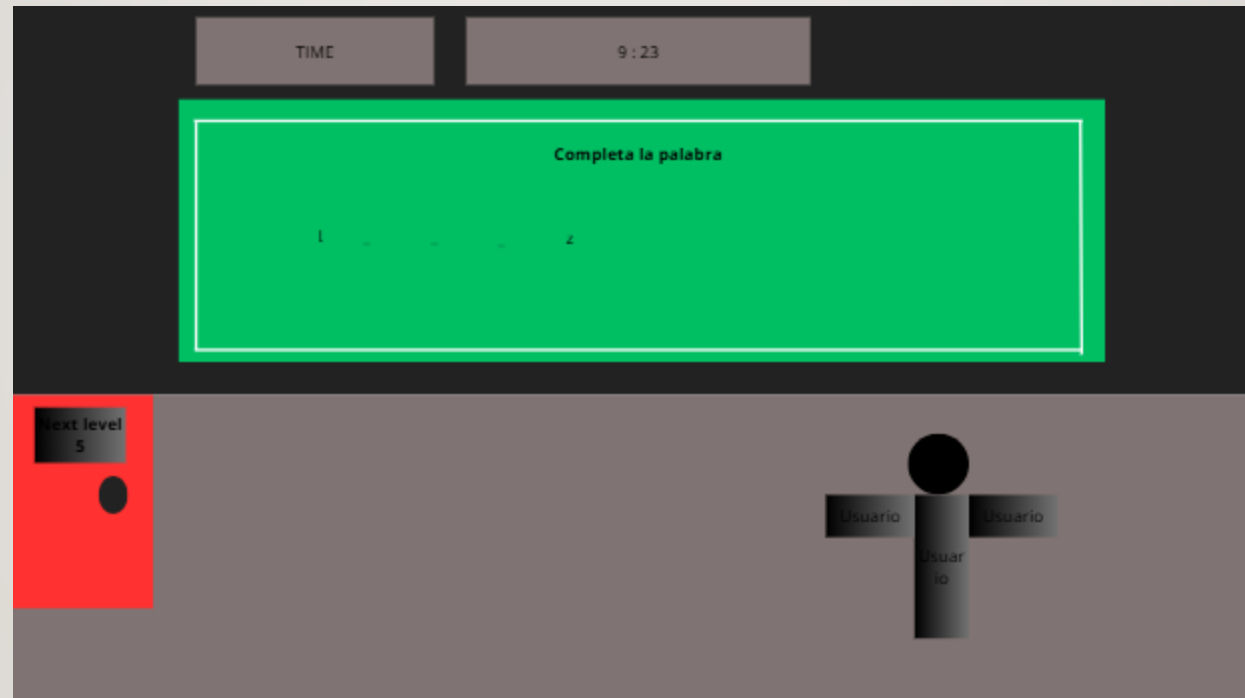 TIME
9 : 23
Completa la palabra
l _ _ _ z
Next level
5
Usuario
Usuario
Usuar
io